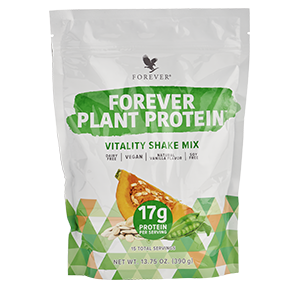 FOREVER®
FOREVER
PLANT PROTEIN™
VITALITY SHAKE MIX
DAIRY FREE | VEGAN | NATURAL VANILLA FLAVOR | SOY FREE
17g
PROTEIN
PER SERVING
15 TOTAL SERVINGS
NET WT. 13.75 OZ. (390 g)